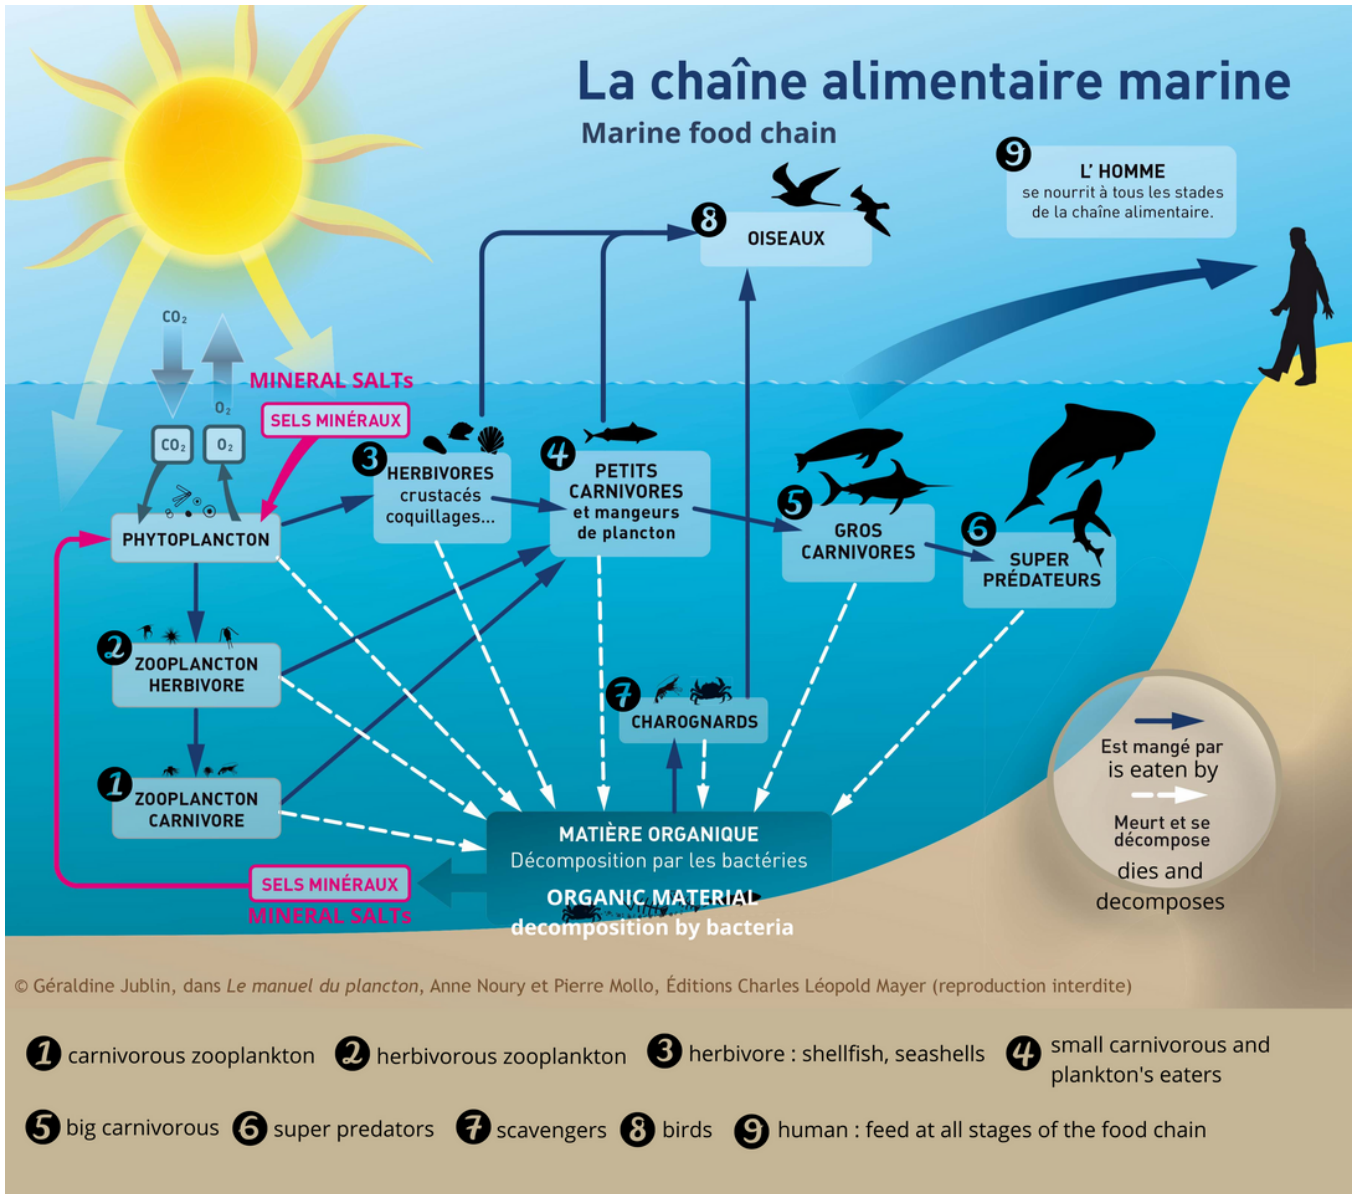 La chaîne alimentaire marine
Marine food chain
9
L' HOMME
se nourrit à tous les stades
de la chaîne alimentaire.
8
OISEAUX
CO2
O2
MINERAL SALTs
SELS MINÉRAUX
CO2
O2
PHYTOPLANCTON
3
HERBIVORES
crustacés
coquillages...
4
PETITS
CARNIVORES
et mangeurs
de plancton
5
GROS
CARNIVORES
6
SUPER
PRÉDATEURS
2
ZOOPLANCTON
HERBIVORE
7
CHAROGNARDS
1
ZOOPLANCTON
CARNIVORE
MATIÈRE ORGANIQUE
Décomposition par les bactéries
ORGANIC MATERIAL
decomposition by bacteria
SELS MINÉRAUX
MINERAL SALTs
Est mangé par
is eaten by
Meurt et se
décompose
dies and
decomposes
© Géraldine Jublin, dans Le manuel du plancton, Anne Noury et Pierre Mollo, Éditions Charles Léopold Mayer (reproduction interdite)
1 carnivorous zooplankton 2 herbivorous zooplankton 3 herbivore : shellfish, seashells 4 small carnivorous and
plankton's eaters
5 big carnivorous 6 super predators 7 scavengers 8 birds 9 human : feed at all stages of the food chain